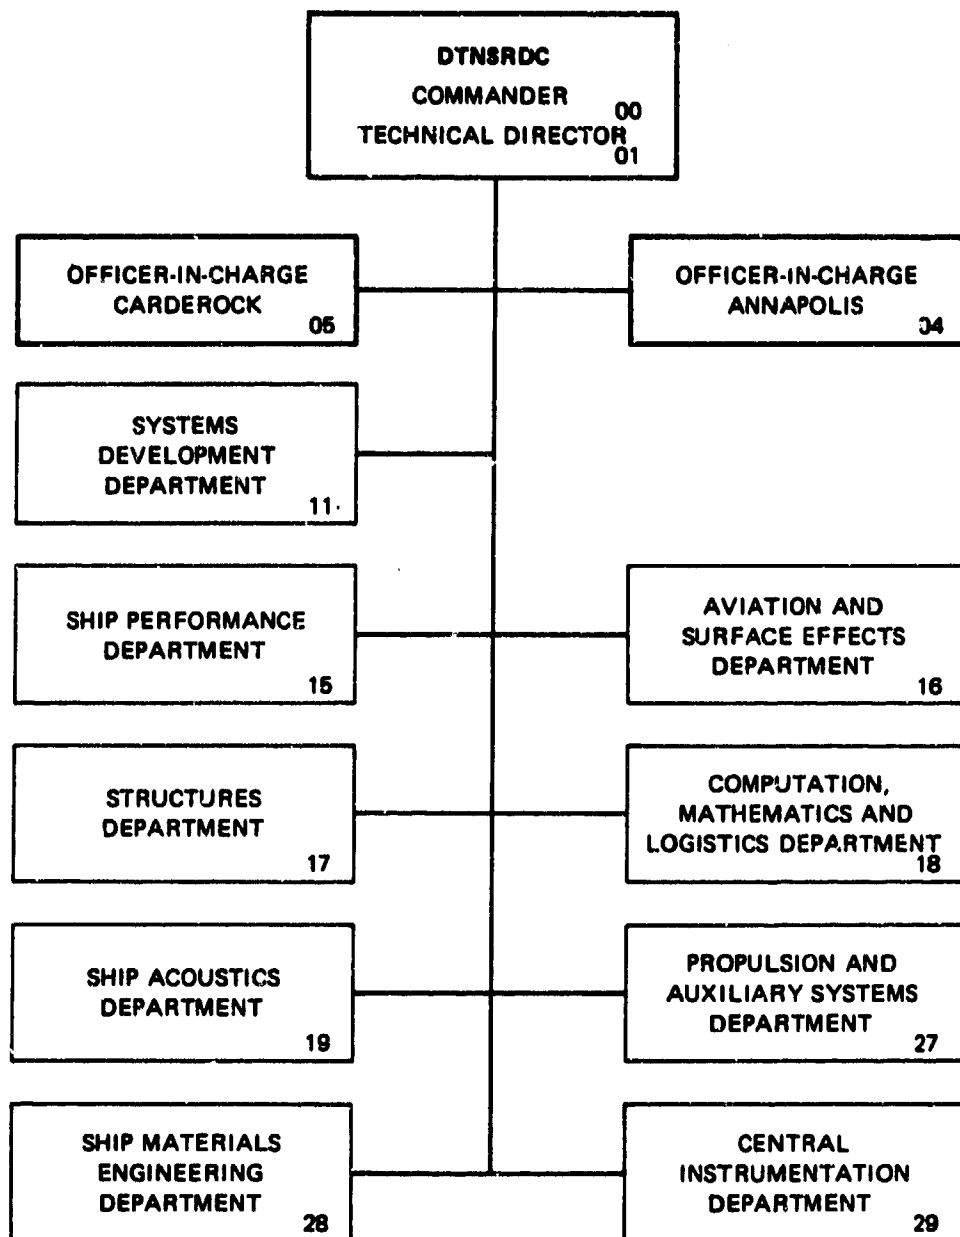 DTNSRDC
COMMANDER
00
TECHNICAL DIRECTOR
01
OFFICER-IN-CHARGE
CARDEROCK
05
OFFICER-IN-CHARGE
ANNAPOLIS
04
SYSTEMS
DEVELOPMENT
DEPARTMENT
11
SHIP PERFORMANCE
DEPARTMENT
15
AVIATION AND
SURFACE EFFECTS
DEPARTMENT
16
STRUCTURES
DEPARTMENT
17
COMPUTATION,
MATHEMATICS AND
LOGISTICS DEPARTMENT
18
SHIP ACOUSTICS
DEPARTMENT
19
PROPULSION AND
AUXILIARY SYSTEMS
DEPARTMENT
27
SHIP MATERIALS
ENGINEERING
DEPARTMENT
28
CENTRAL
INSTRUMENTATION
DEPARTMENT
29